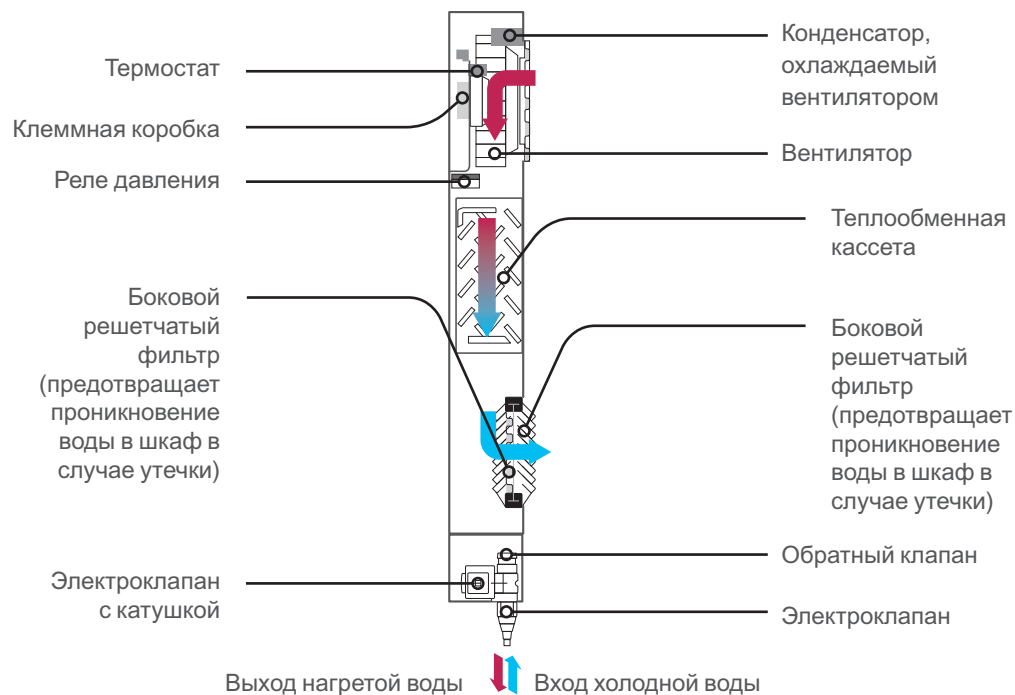 Термостат
Клеммная коробка
Реле давления
Боковой
решетчатый
фильтр
(предотвращает
проникновение
воды в шкаф в
случае утечки)
Электроклапан
с катушкой
Конденсатор,
охлаждаемый
вентилятором
Вентилятор
Теплообменная
кассета
Боковой
решетчатый
фильтр
(предотвращает
проникновение
воды в шкаф в
случае утечки)
Обратный клапан
Электроклапан
Выход нагретой воды
Вход холодной воды